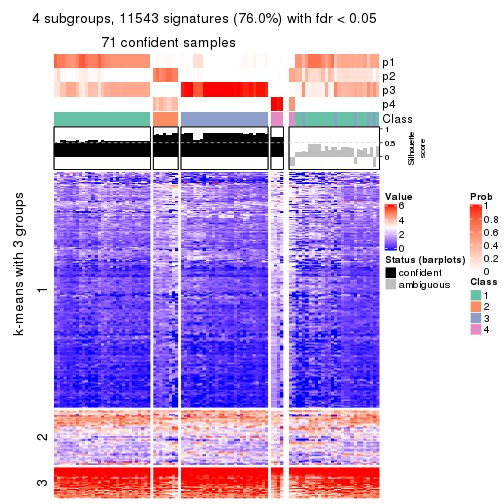 4 subgroups, 11543 signatures (76.0%) with fdr < 0.05
71 confident samples
p1
p2
p3
p4
Class
1
0.5
0
Silhouette
score
k-means with 3 groups
1
2
3
Value
6
4
2
0
Status (barplots)
confident
ambiguous
Prob
1
0.8
0.6
0.4
0.2
0
Class
1
2
3
4